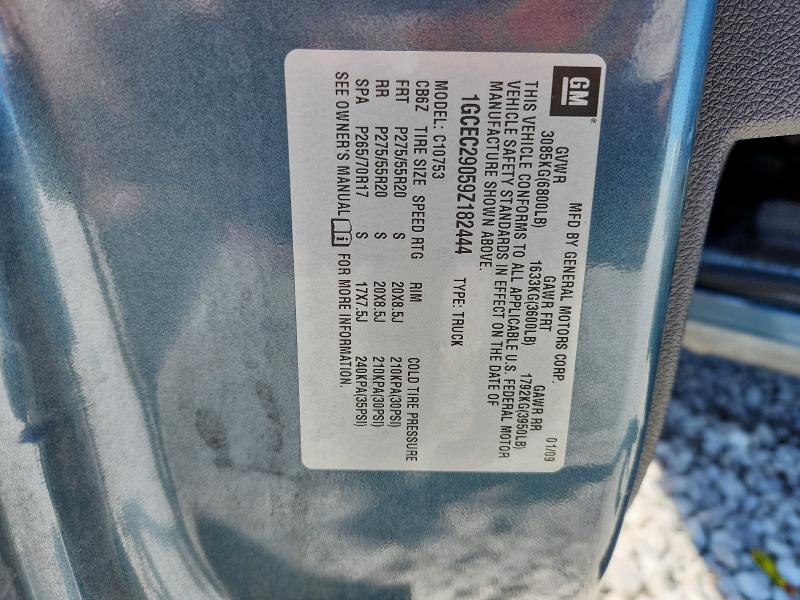 GM®
MFD BY GENERAL MOTORS CORP.
01/09
GVWR GAWR FRT GAWR RR
3085KG(6800LB) 1633KG(3600LB) 1792KG(3950LB)
THIS VEHICLE CONFORMS TO ALL APPLICABLE U.S. FEDERAL MOTOR
VEHICLE SAFETY STANDARDS IN EFFECT ON THE DATE OF
MANUFACTURE SHOWN ABOVE.
1GCEC29059Z182444 TYPE: TRUCK
MODEL: C10753
CB6Z TIRE SIZE SPEED RTG RIM COLD TIRE PRESSURE
FRT P275/55R20 S 20X8.5J 210KPA(30PSI)
RR P275/55R20 S 20X8.5J 210KPA(30PSI)
SPA P265/70R17 S 17X7.5J 240KPA(35PSI)
SEE OWNER'S MANUAL i FOR MORE INFORMATION.